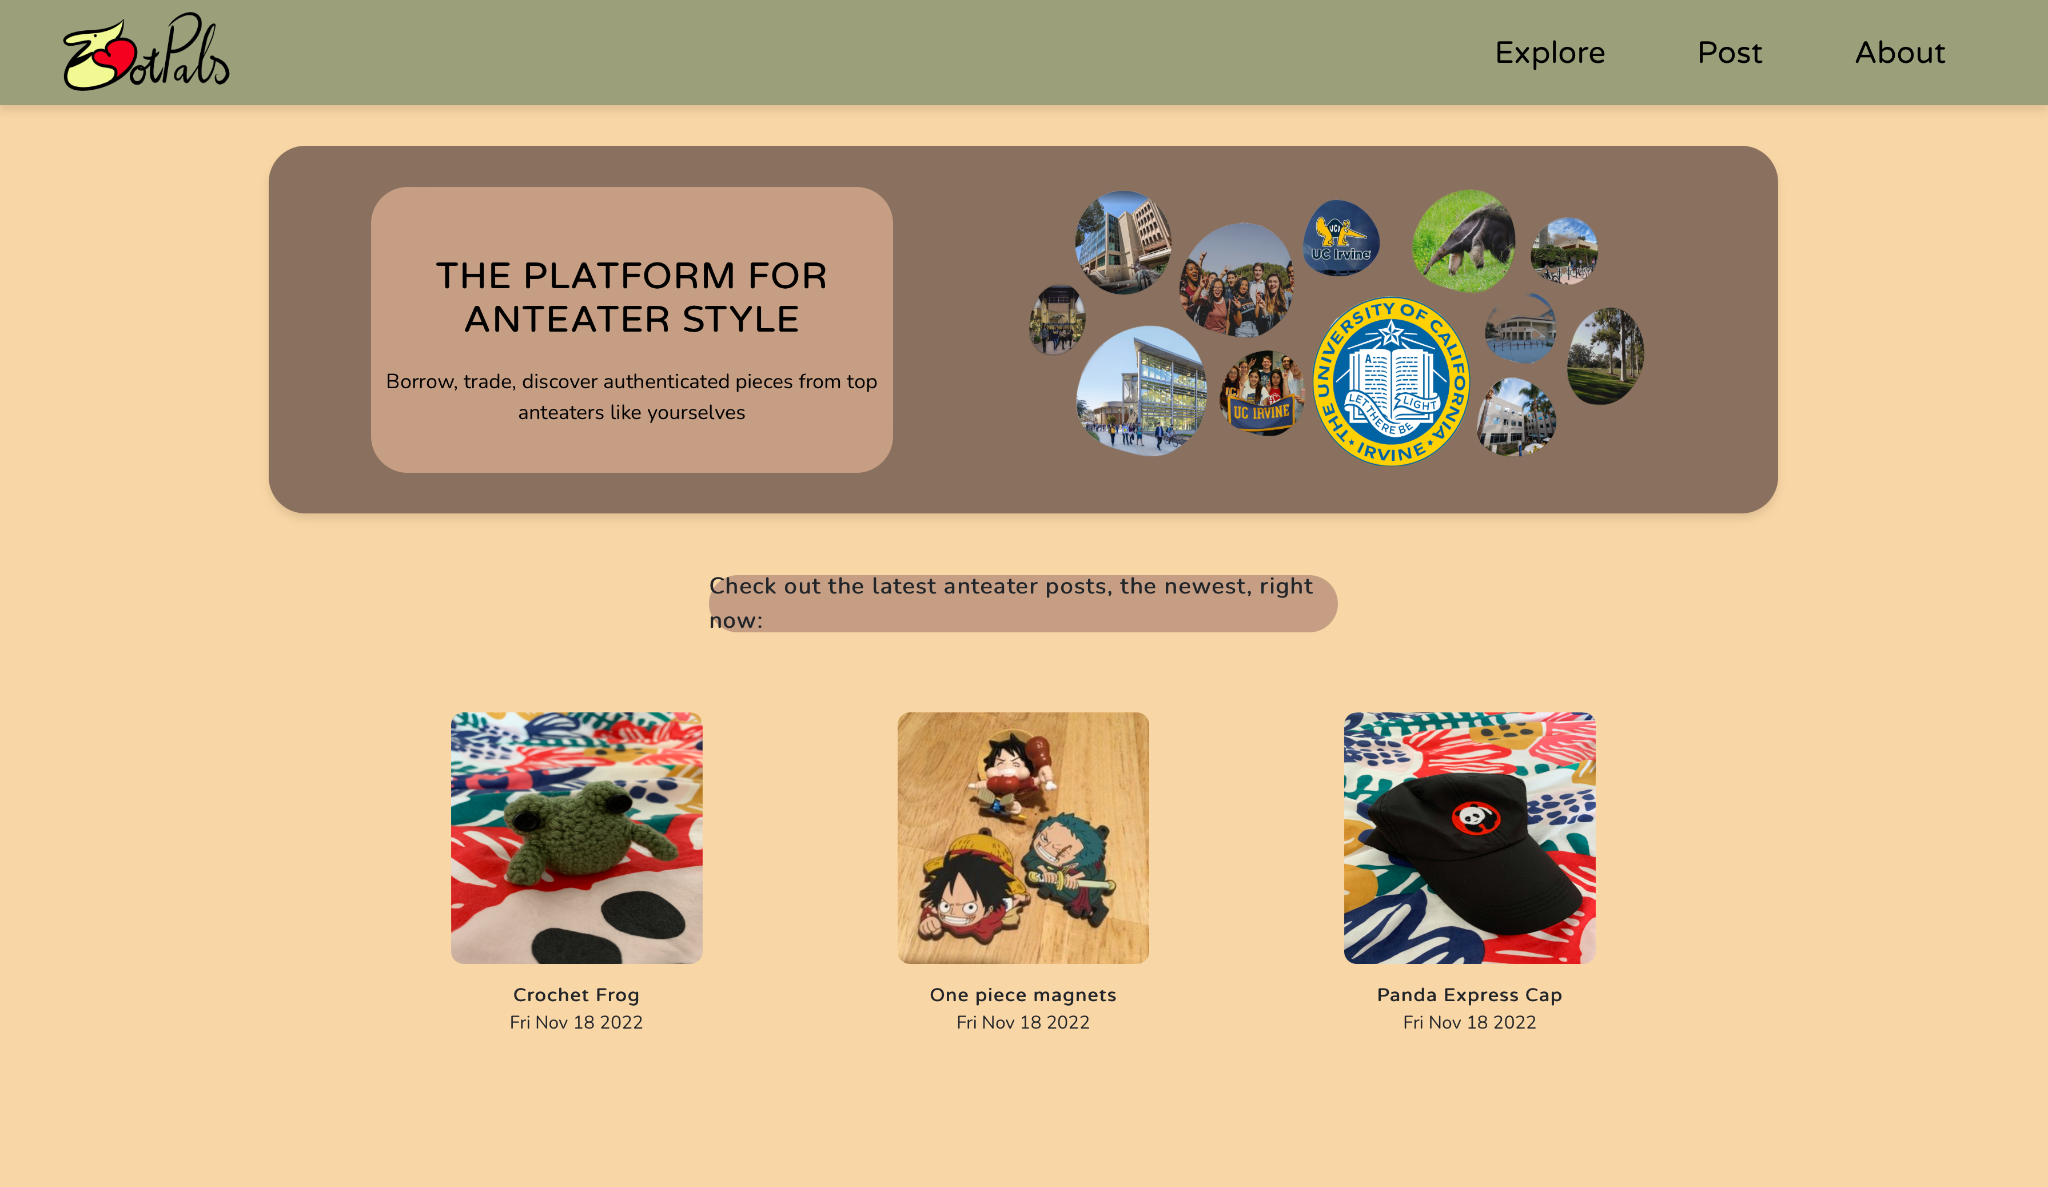 ZotPals
Explore
Post
About
THE PLATFORM FOR
ANTEATER STYLE
Borrow, trade, discover authenticated pieces from top
anteaters like yourselves
UCI
UC Irvine
UC IRVINE
THE UNIVERSITY OF CALIFORNIA
IRVINE
A
LET THERE BE LIGHT
Check out the latest anteater posts, the newest, right
now:
Crochet Frog
Fri Nov 18 2022
One piece magnets
Fri Nov 18 2022
Panda Express Cap
Fri Nov 18 2022